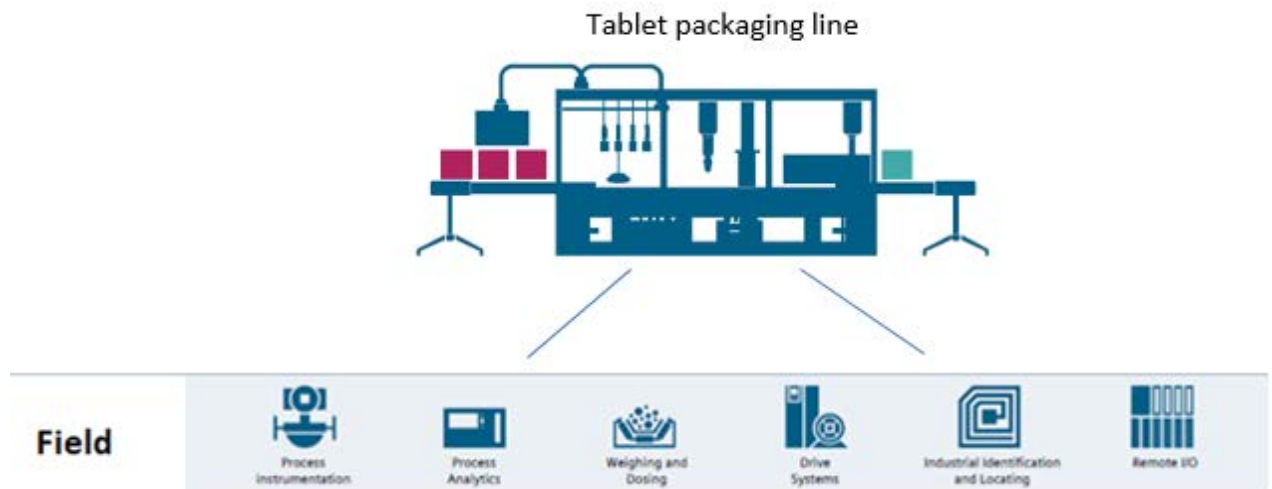 Tablet packaging line
Field
Process
Instrumentation
Process
Analytics
Weighing and
Dosing
Drive
Systems
Industrial Identification
and Locating
Remote I/O